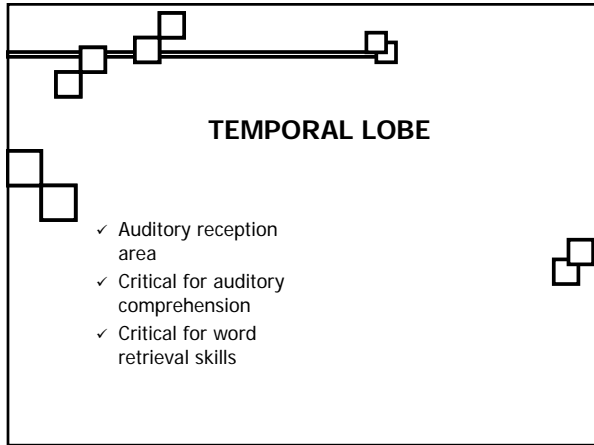 TEMPORAL LOBE
✓ Auditory reception
area
✓ Critical for auditory
comprehension
✓ Critical for word
retrieval skills